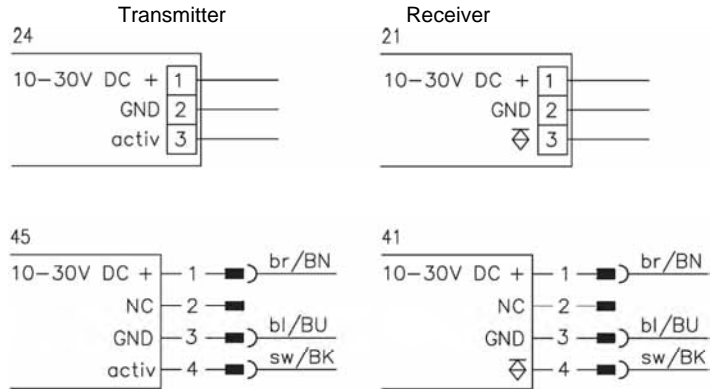 Transmitter Receiver
24 21
10–30V DC + 1
GND 2
activ 3
10–30V DC + 1
GND 2
3
45 41
10–30V DC + 1 br/BN
NC 2
GND 3 bl/BU
activ 4 sw/BK
10–30V DC + 1 br/BN
NC 2
GND 3 bl/BU
4 sw/BK